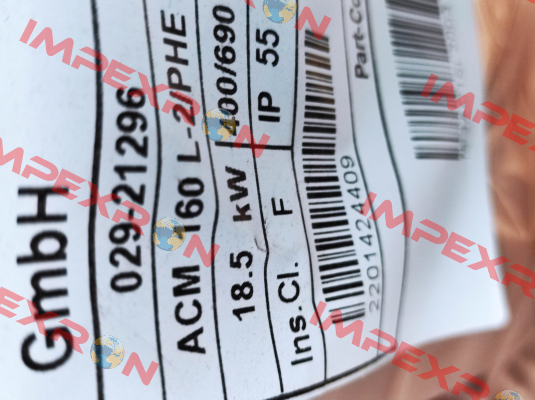 GmbH
029-21296
ACM 160 L-2/PHE
18.5 kW 400/690
Ins.Cl. F IP 55
2201424409
Part-Co
IMPEXRON